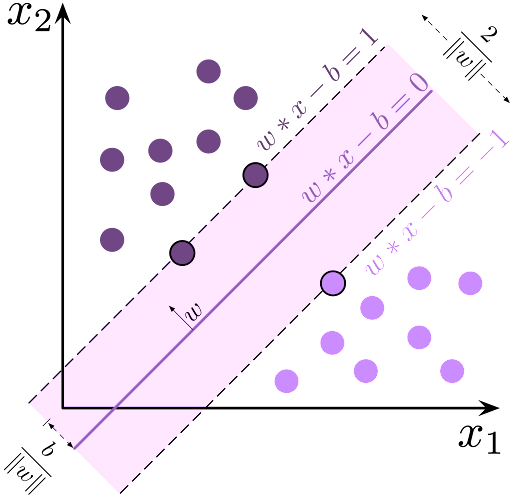 x₂
w * x − b = 1
w * x − b = 0
w * x − b = −1
2
||w||
w
b
||w||
x₁